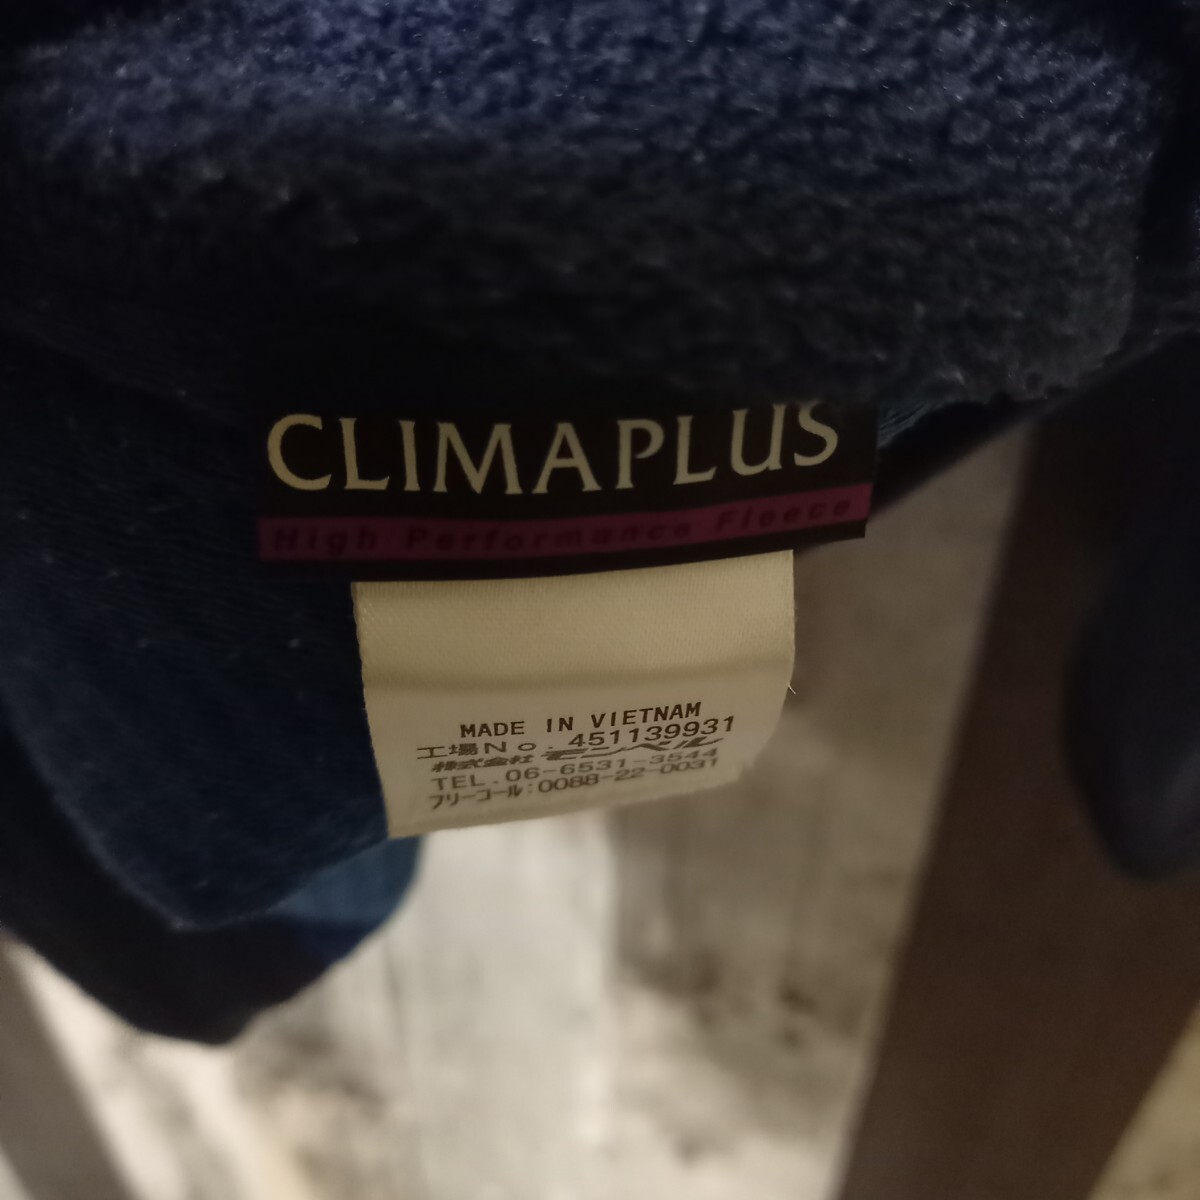 CLIMAPLUS
High Performance Fleece
MADE IN VIETNAM
工場No. 451139931
株式会社モンベル
TEL.06-6531-3544
フリーコール:0088-22-0031